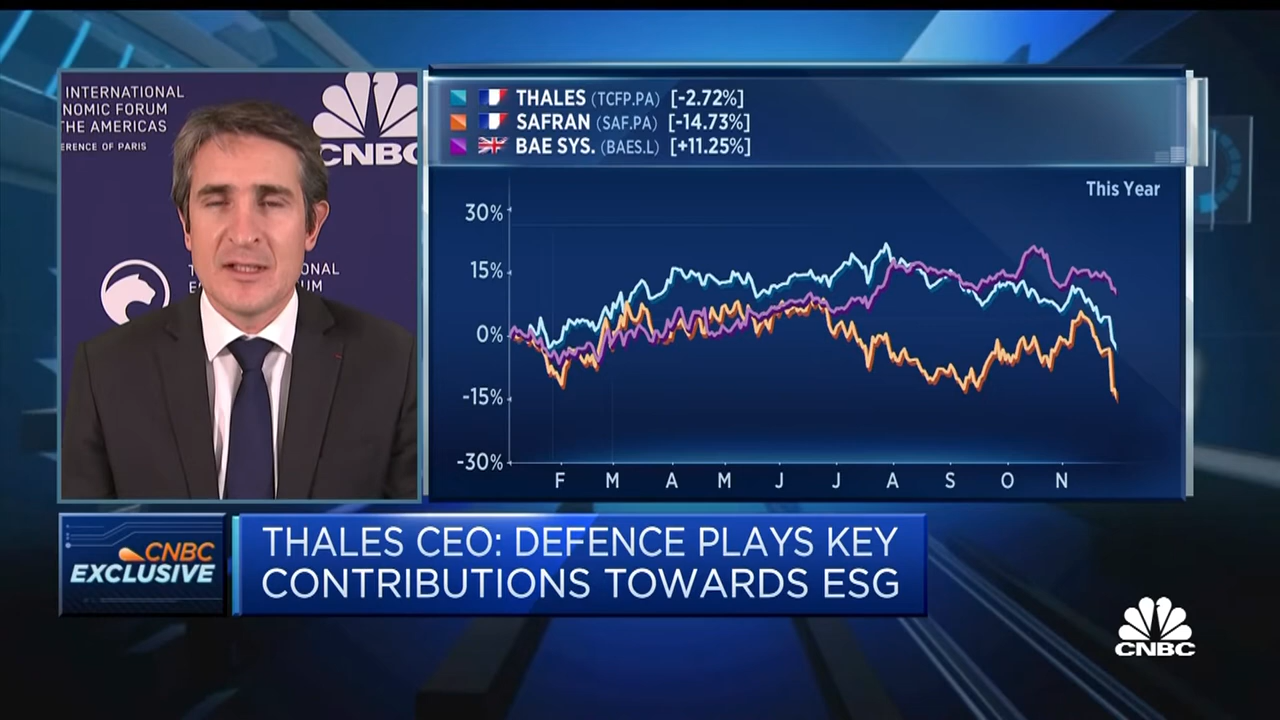 INTERNATIONAL
NOMIC FORUM
THE AMERICAS
ERENCE OF PARIS
CNBC
THALES (TCFP.PA) [-2.72%]
SAFRAN (SAF.PA) [-14.73%]
BAE SYS. (BAES.L) [+11.25%]
This Year
30%
15%
0%
-15%
-30%
F M A M J J A S O N
CNBC
EXCLUSIVE
THALES CEO: DEFENCE PLAYS KEY
CONTRIBUTIONS TOWARDS ESG
CNBC